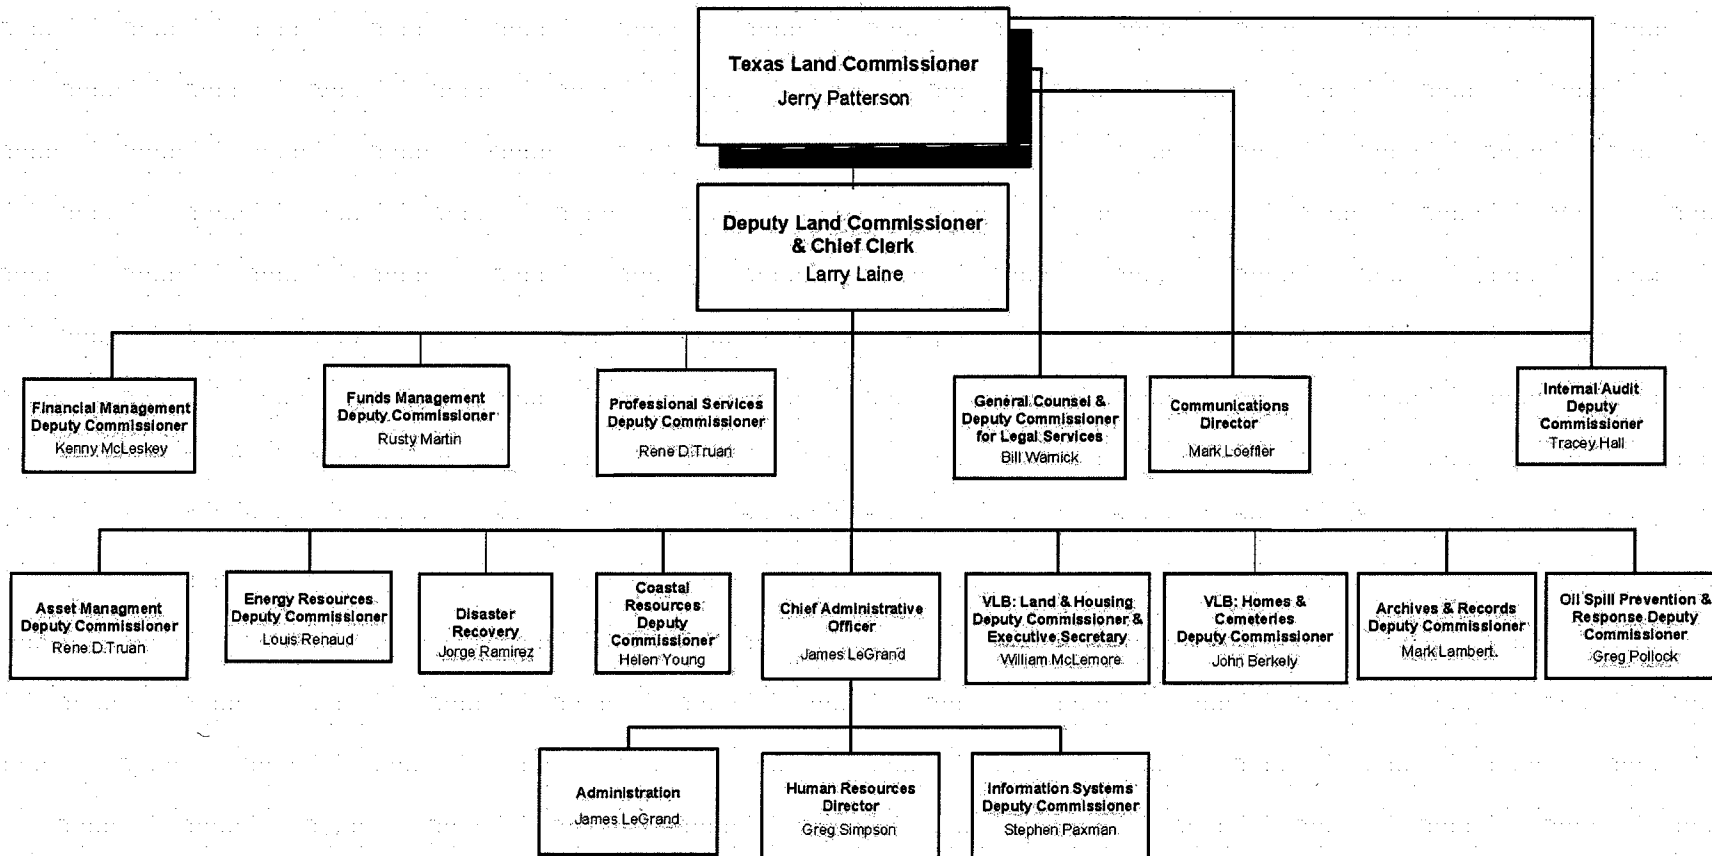 Texas Land Commissioner
Jerry Patterson
Deputy Land Commissioner
& Chief Clerk
Larry Laine
Financial Management
Deputy Commissioner
Kenny McLeskey
Funds Management
Deputy Commissioner
Rusty Martin
Professional Services
Deputy Commissioner
Rene D.Truan
General Counsel &
Deputy Commissioner
for Legal Services
Bill Warnick
Communications
Director
Mark Loeffler
Internal Audit
Deputy
Commissioner
Tracey Hall
Asset Managment
Deputy Commissioner
Rene D.Truan
Energy Resources
Deputy Commissioner
Louis Renaud
Disaster
Recovery
Jorge Ramirez
Coastal
Resources
Deputy
Commissioner
Helen Young
Chief Administrative
Officer
James LeGrand
VLB: Land & Housing
Deputy Commissioner &
Executive Secretary
William McLemore
VLB: Homes &
Cemeteries
Deputy Commissioner
John Berkely
Archives & Records
Deputy Commissioner
Mark Lambert.
Oil Spill Prevention &
Response Deputy
Commissioner
Greg Pollock
Administration
James LeGrand
Human Resources
Director
Greg Simpson
Information Systems
Deputy Commissioner
Stephen Paxman